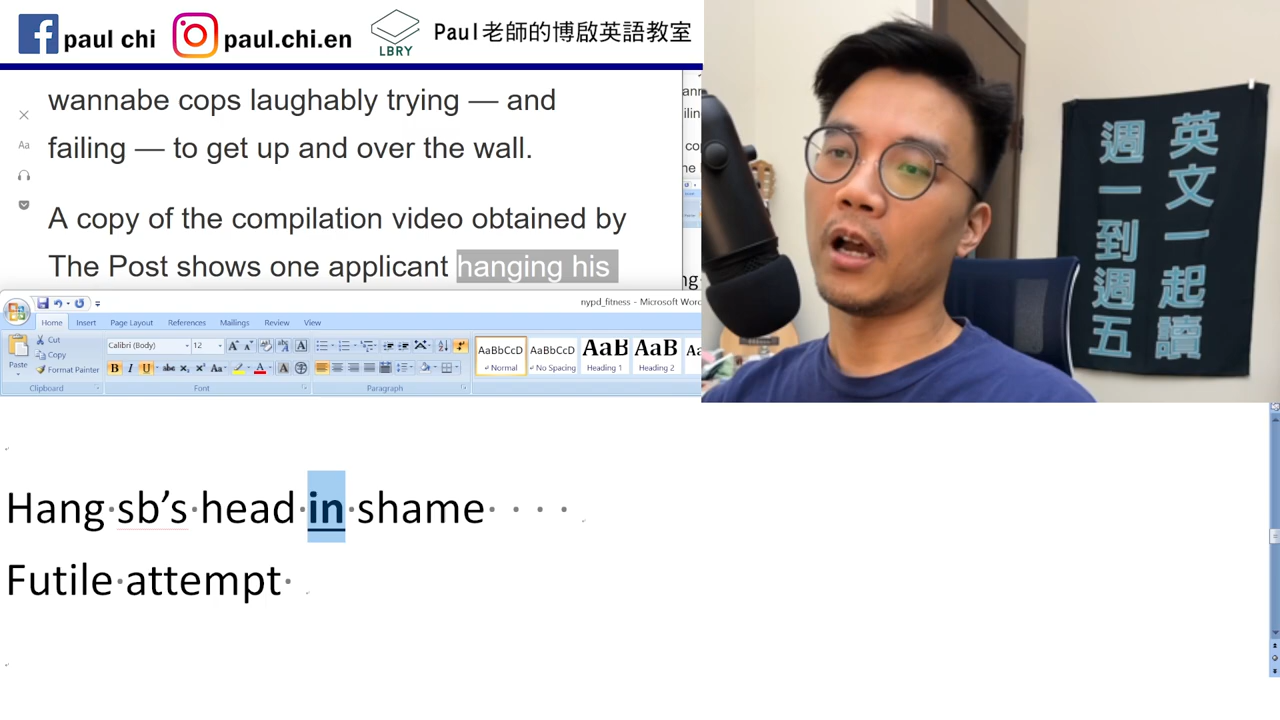 paul chi
paul.chi.en
LBRY
Paul老師的博啟英語教室
wannabe cops laughably trying — and
failing — to get up and over the wall.
A copy of the compilation video obtained by
The Post shows one applicant hanging his
nypd_fitness - Microsoft Word
Home Insert Page Layout References Mailings Review View
Paste
Cut
Copy
Format Painter
Clipboard
Calibri (Body) 12
Font
Paragraph
AaBbCcD AaBbCcD AaBb AaBb
Normal No Spacing Heading 1 Heading 2
Hang sb's head in shame
Futile attempt
英文一起讀
週一到週五